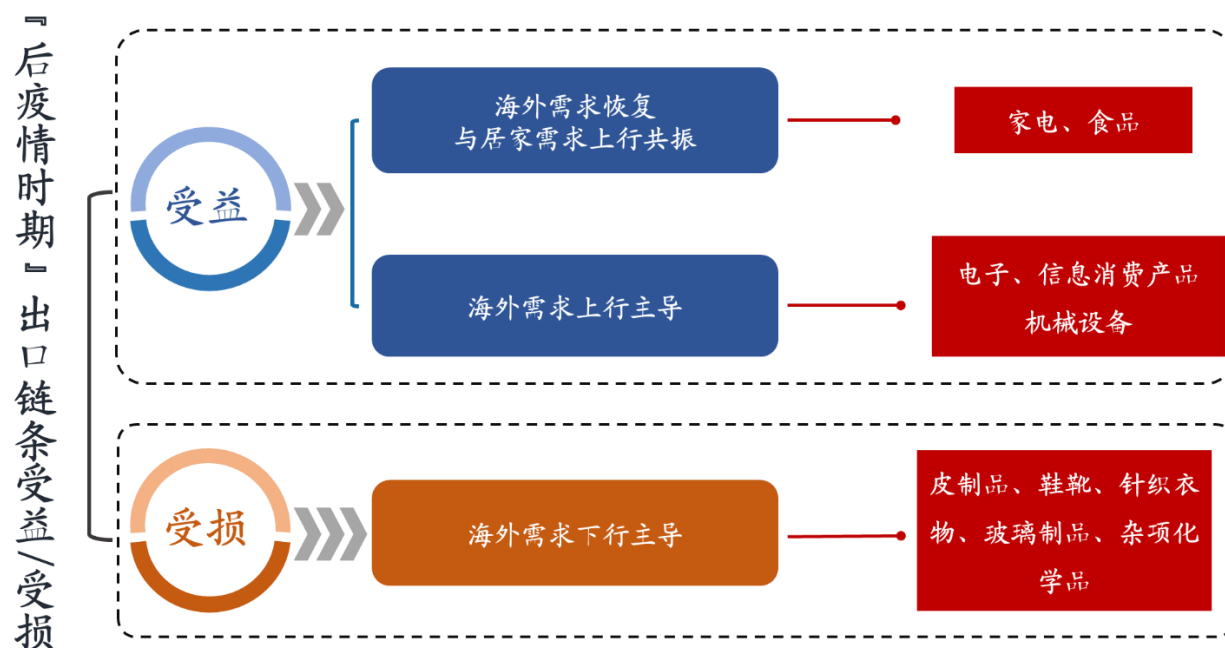 『后疫情时期』出口链条受益/受损
受益
海外需求恢复
与居家需求上行共振
家电、食品
海外需求上行主导
电子、信息消费产品
机械设备
受损
海外需求下行主导
皮制品、鞋靴、针织衣
物、玻璃制品、杂项化
学品